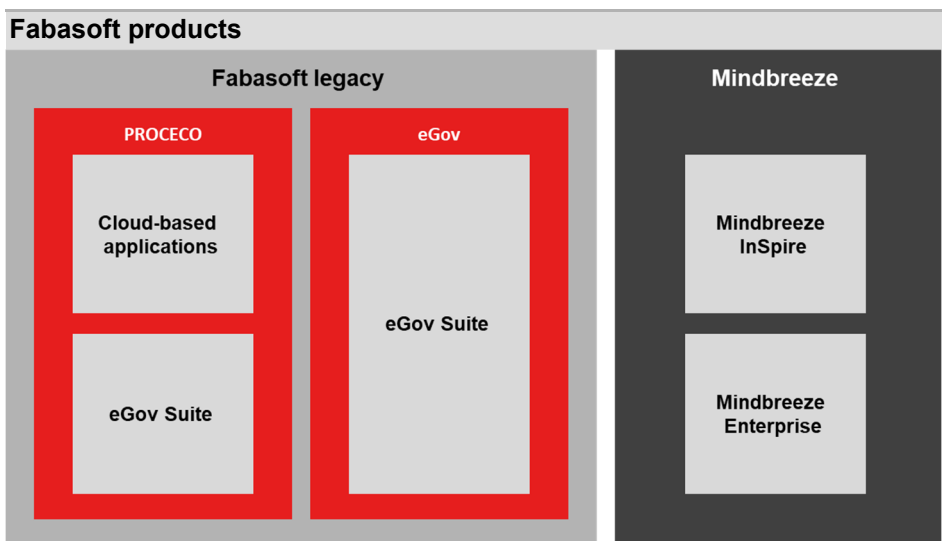 Fabasoft products
Fabasoft legacy
Mindbreeze
PROCECO
eGov
Cloud-based
applications
eGov Suite
eGov Suite
Mindbreeze
InSpire
Mindbreeze
Enterprise